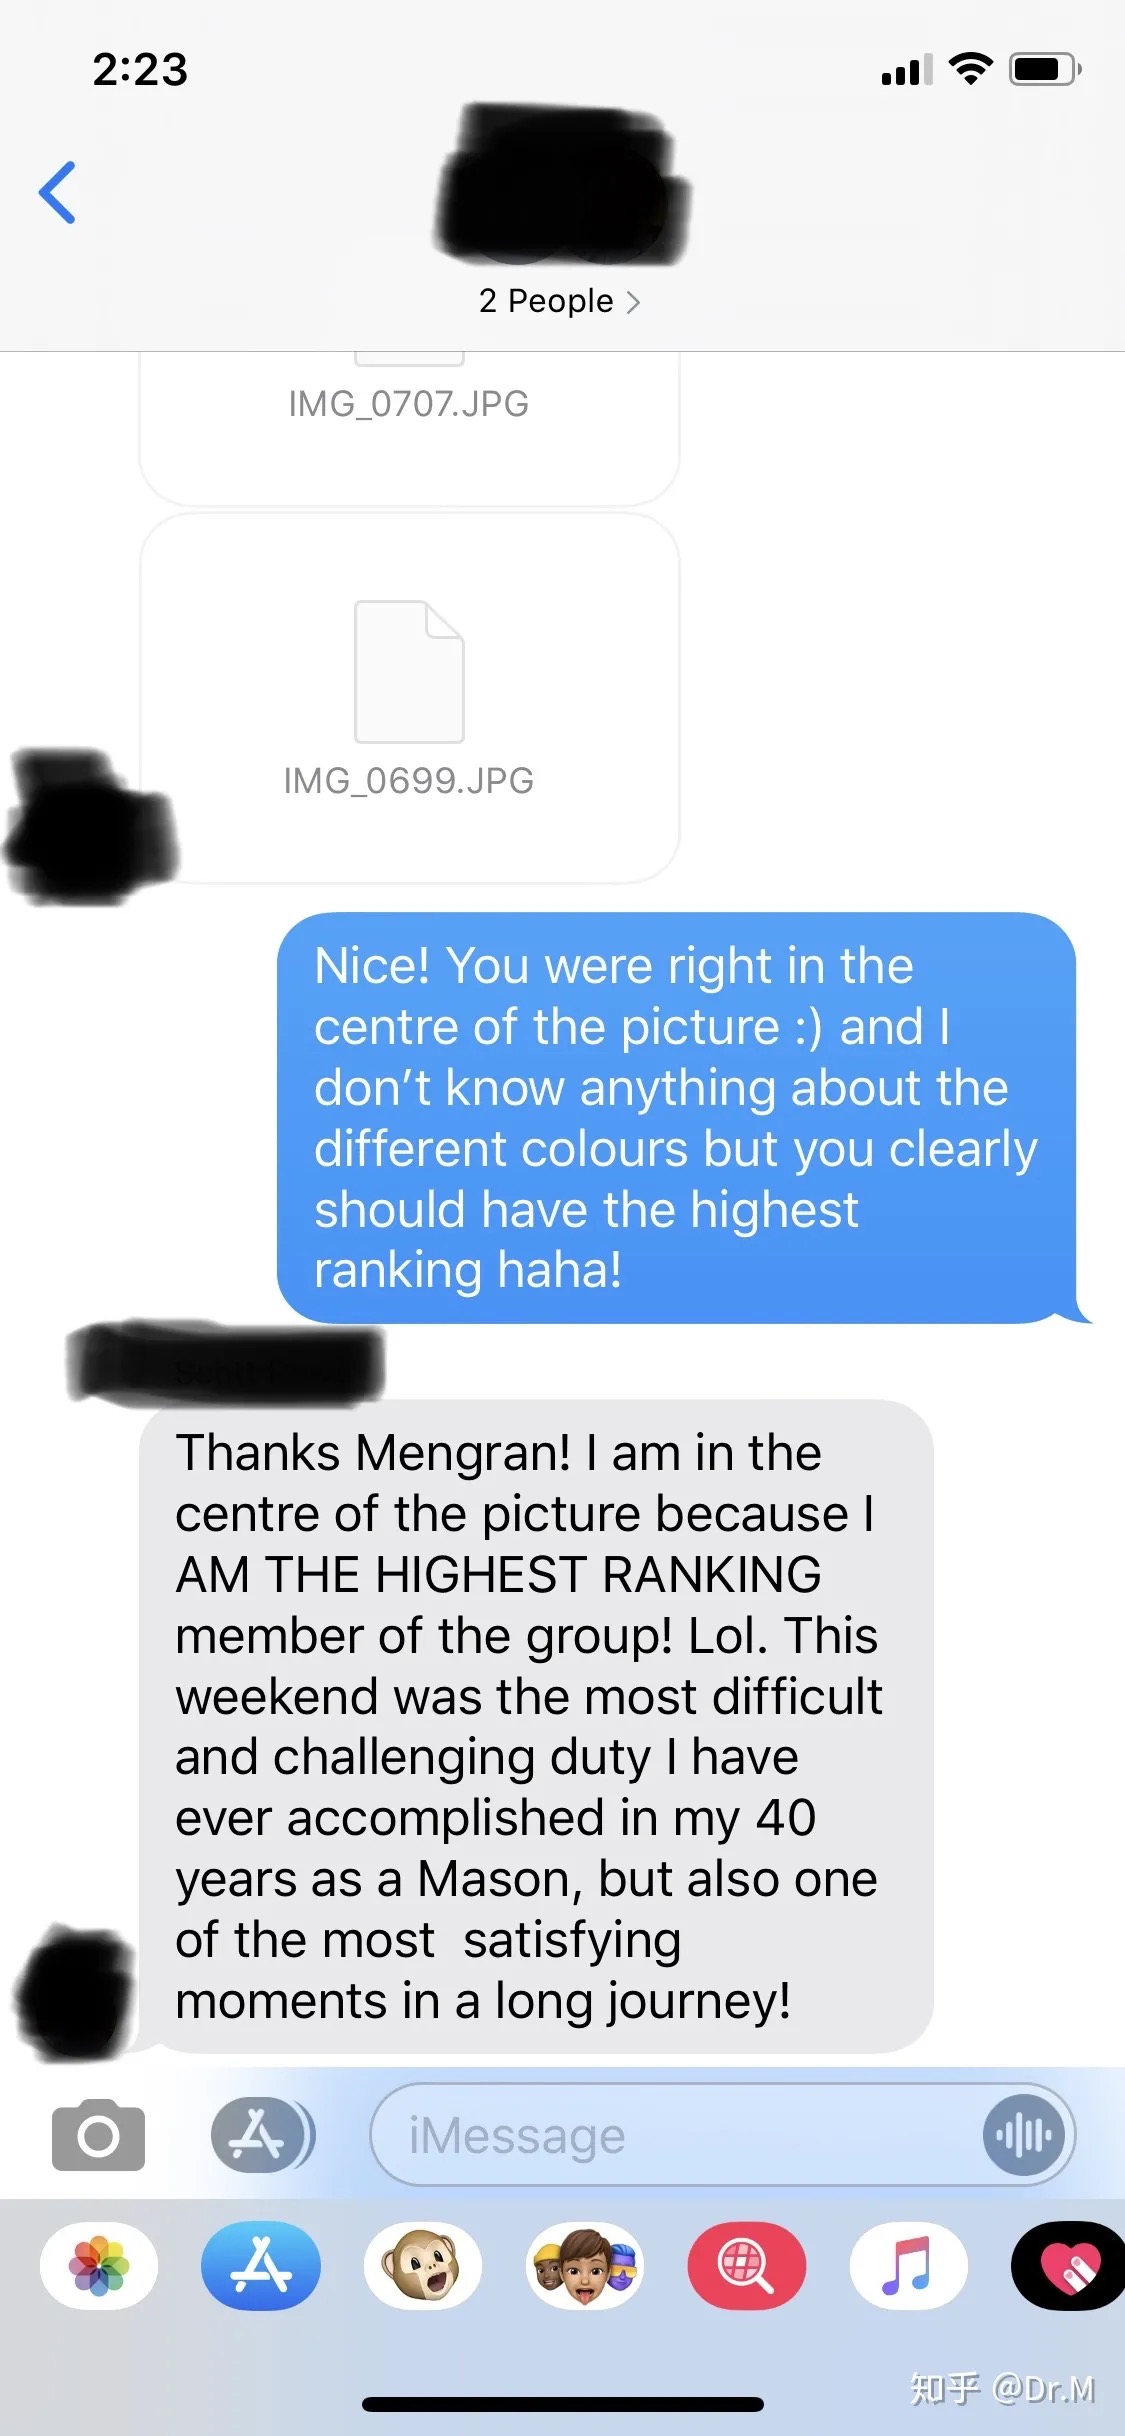 2:23
2 People
IMG_0707.JPG
IMG_0699.JPG
Nice! You were right in the
centre of the picture :) and I
don’t know anything about the
different colours but you clearly
should have the highest
ranking haha!
Thanks Mengran! I am in the
centre of the picture because I
AM THE HIGHEST RANKING
member of the group! Lol. This
weekend was the most difficult
and challenging duty I have
ever accomplished in my 40
years as a Mason, but also one
of the most  satisfying
moments in a long journey!
iMessage
知乎 @Dr.M